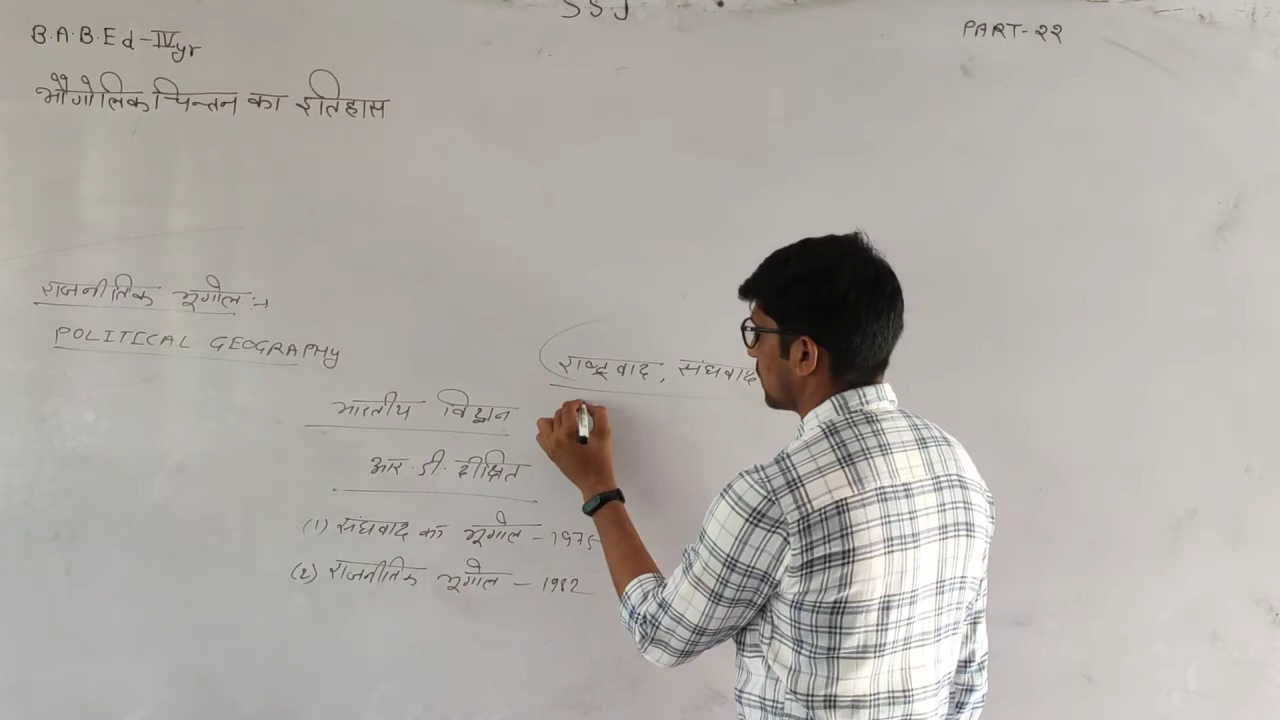 SSJ
B.A.B.Ed-IVyr
PART-22
भौगोलिक चिन्तन का इतिहास
राजनीतिक भूगोल :→
POLITICAL GEOGRAPHY
राष्ट्रवाद, संघवाद
भारतीय विद्वान
आर. डी. दीक्षित
(1) संघवाद का भूगोल - 1975
(2) राजनीतिक भूगोल - 1982